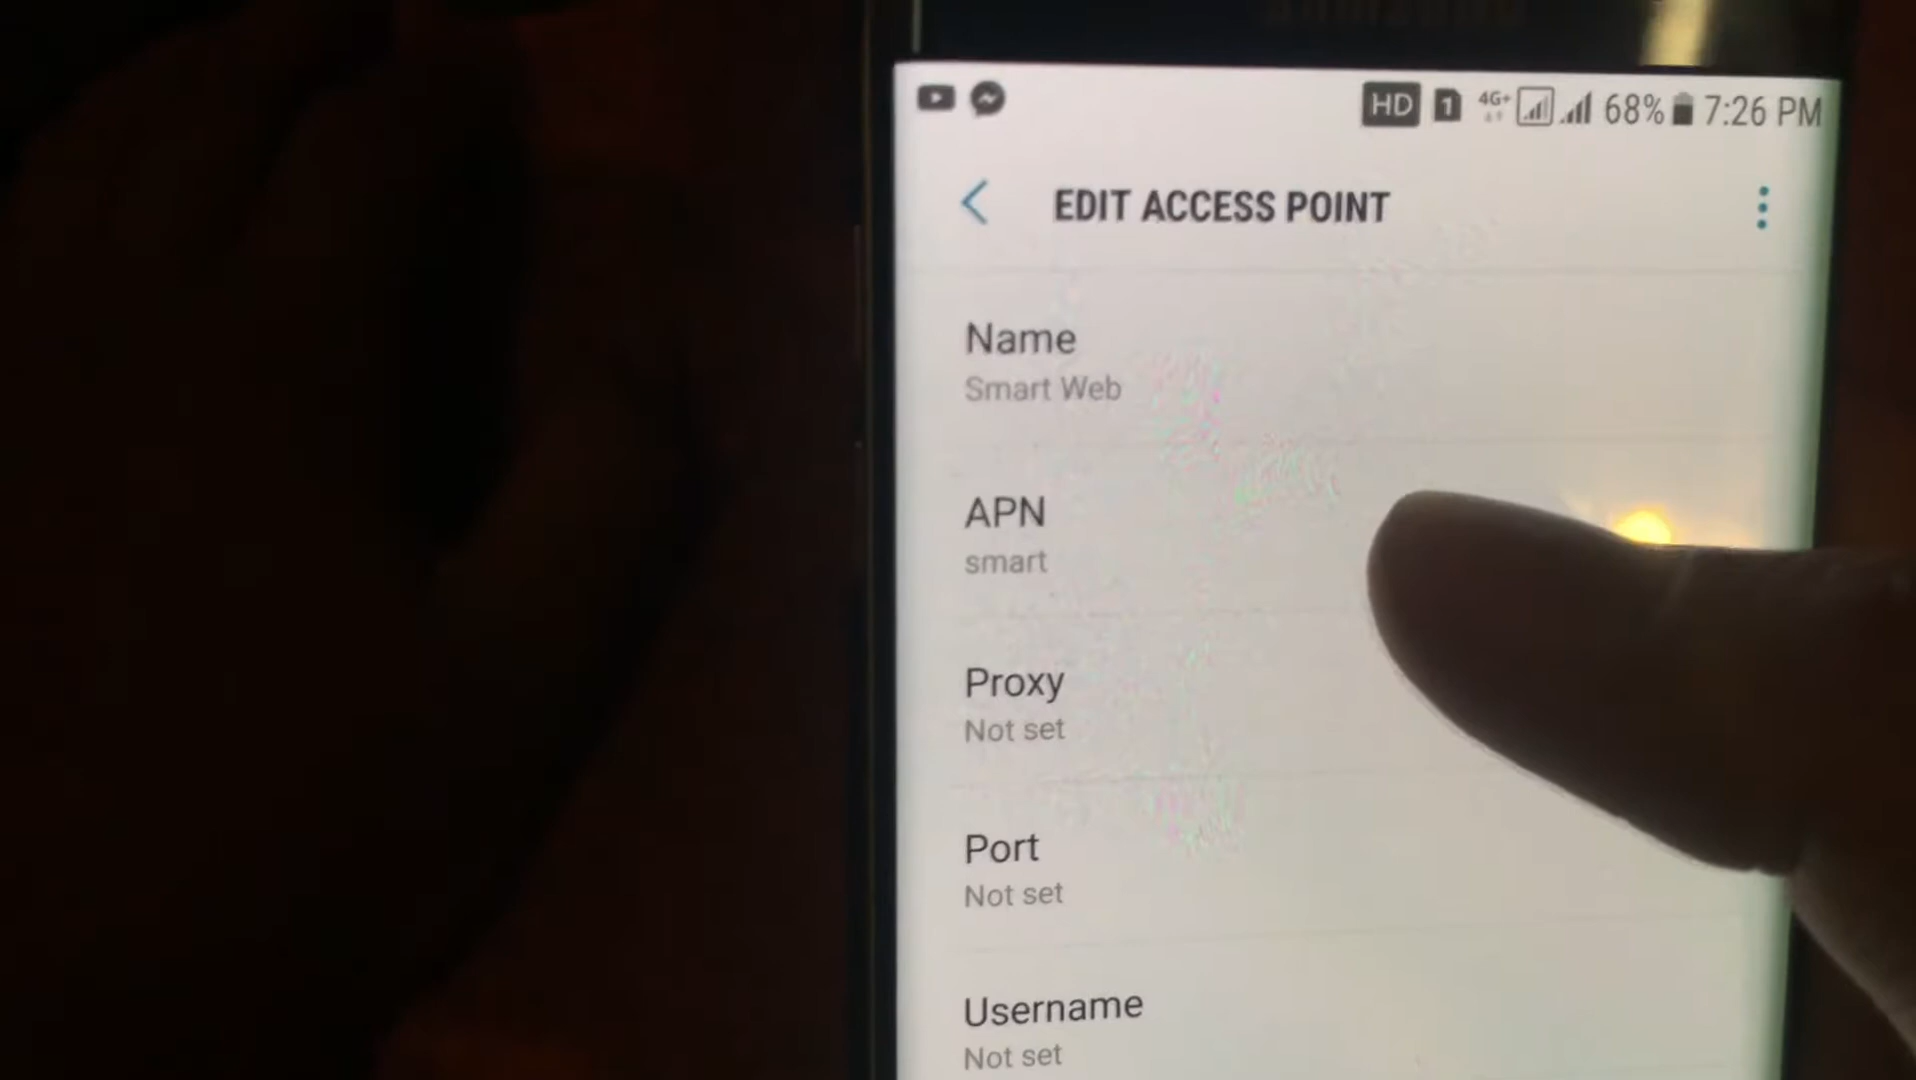 HD 1 4G+ 68% 7:26 PM
EDIT ACCESS POINT
Name
Smart Web
APN
smart
Proxy
Not set
Port
Not set
Username
Not set